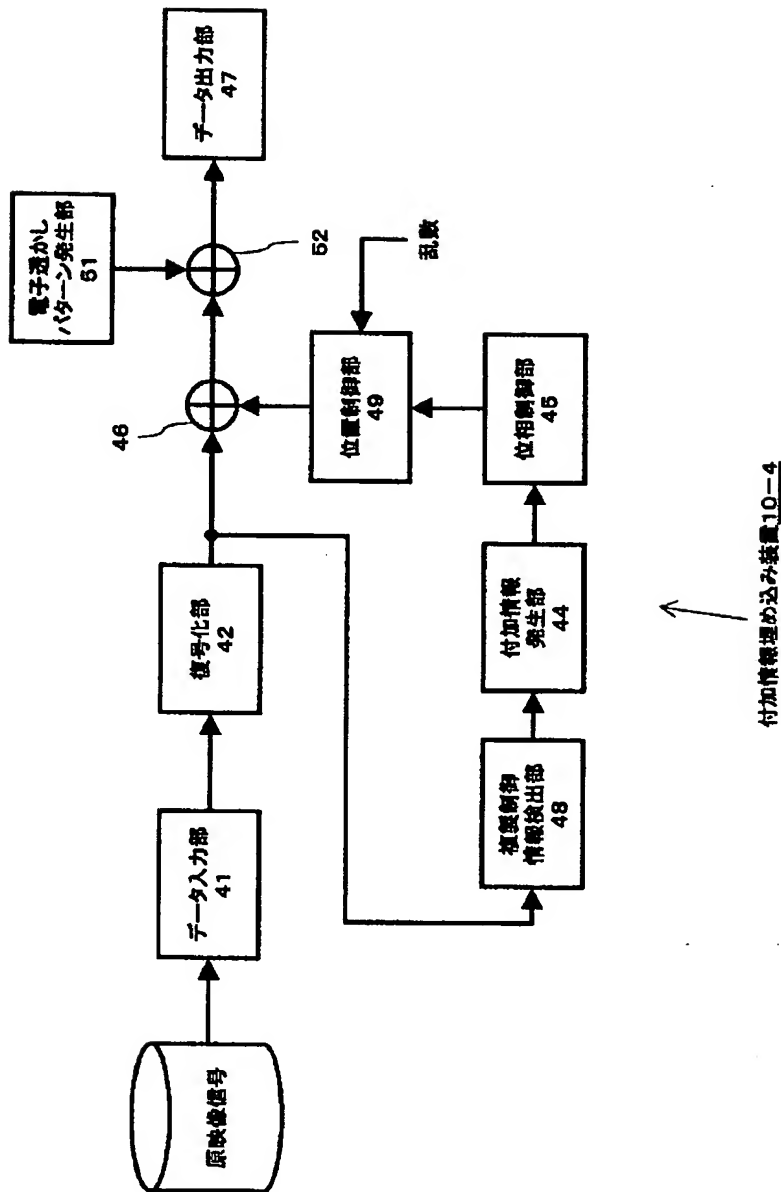 原映像信号
データ入力部
41
復号化部
42
46
電子透かし
パターン発生部
51
52
データ出力部
47
複製制御
情報検出部
48
付加情報
発生部
44
位相制御部
45
位置制御部
49
乱数
付加情報埋め込み装置10-4